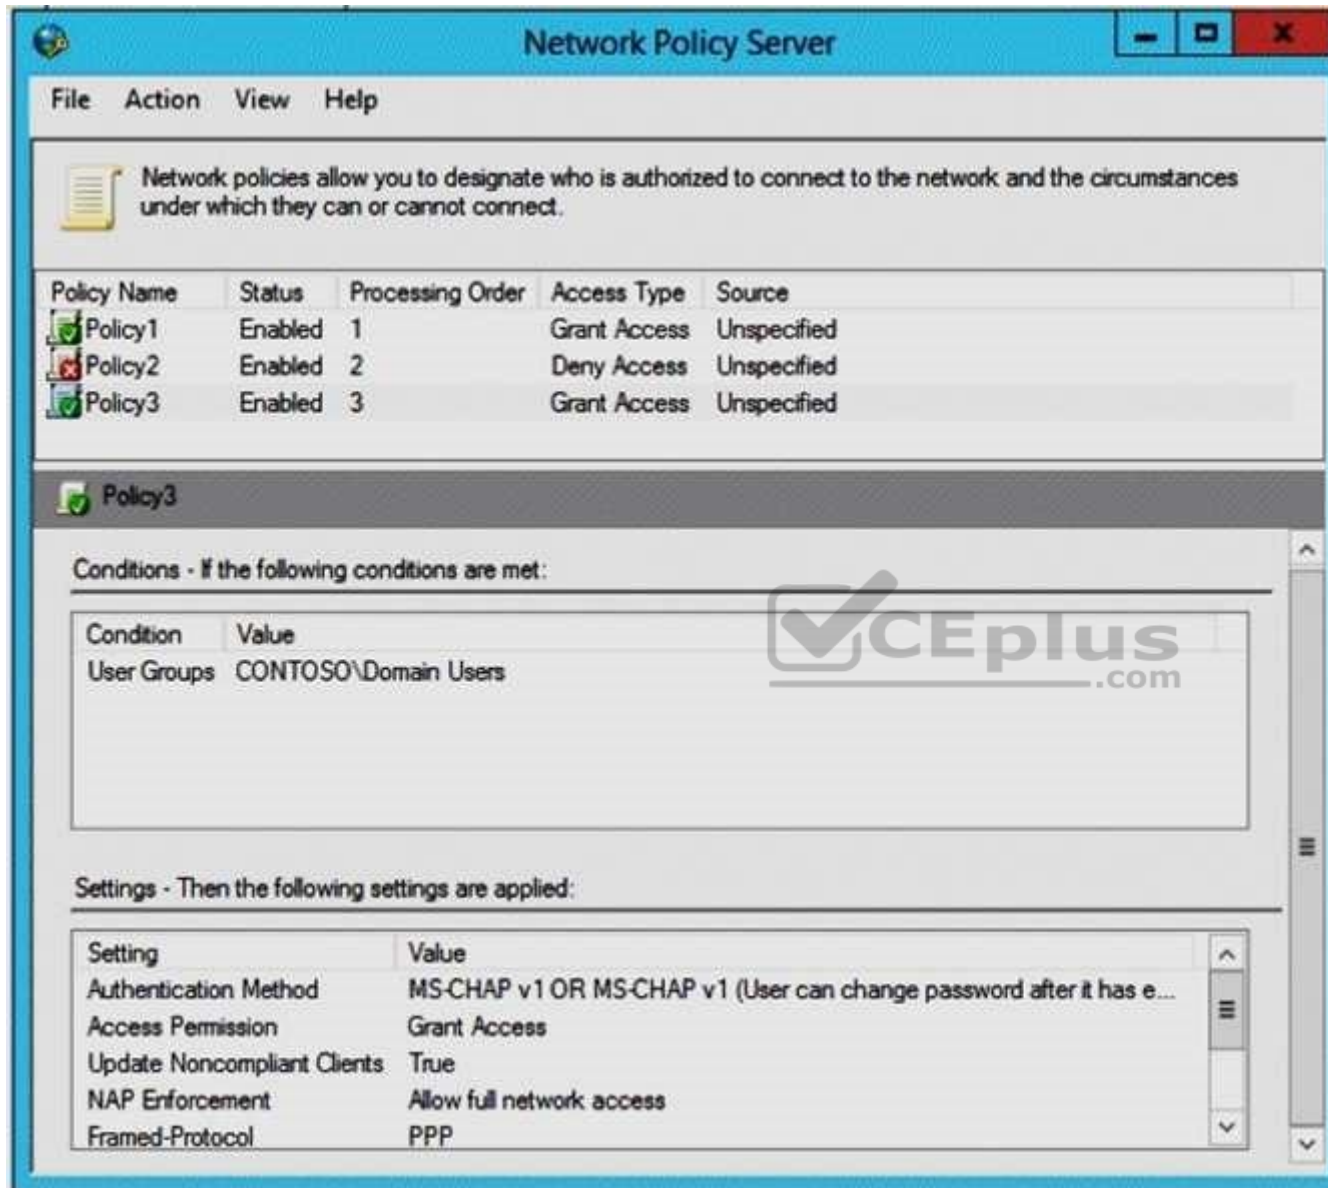 Network Policy Server
File Action View Help
Network policies allow you to designate who is authorized to connect to the network and the circumstances
under which they can or cannot connect.
Policy Name Status Processing Order Access Type Source
Policy1 Enabled 1 Grant Access Unspecified
Policy2 Enabled 2 Deny Access Unspecified
Policy3 Enabled 3 Grant Access Unspecified
Policy3
Conditions - If the following conditions are met:
Condition Value
User Groups CONTOSO\Domain Users
CEplus
.com
Settings - Then the following settings are applied:
Setting Value
Authentication Method MS-CHAP v1 OR MS-CHAP v1 (User can change password after it has e...
Access Permission Grant Access
Update Noncompliant Clients True
NAP Enforcement Allow full network access
Framed-Protocol PPP